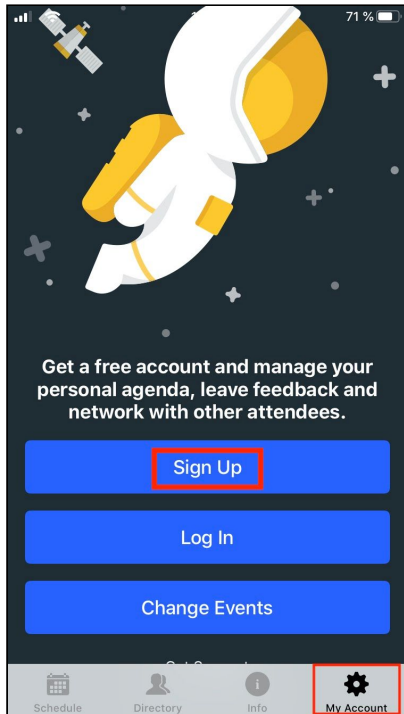 71 %
Get a free account and manage your
personal agenda, leave feedback and
network with other attendees.
Sign Up
Log In
Change Events
Schedule
Directory
Info
My Account